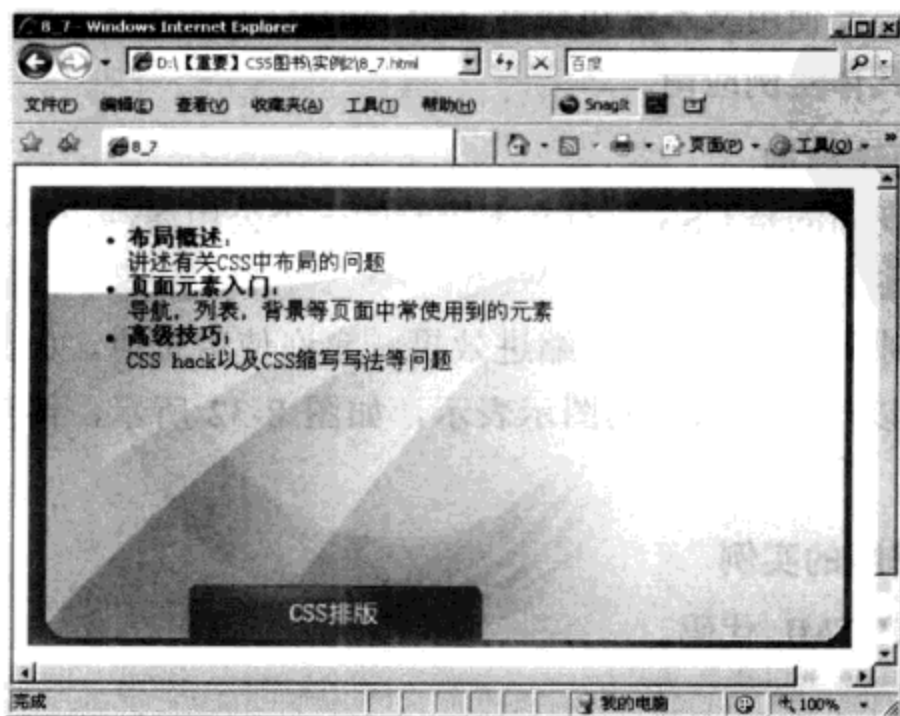 8_7 - Windows Internet Explorer
D:\【重要】CSS图书\实例2\8_7.html
百度
文件(F) 编辑(E) 查看(V) 收藏夹(A) 工具(T) 帮助(H) SnagIt
8_7 页面(P) 工具(O) »
• 布局概述：
讲述有关CSS中布局的问题
• 页面元素入门：
导航，列表，背景等页面中常使用到的元素
• 高级技巧：
CSS hack以及CSS缩写写法等问题
CSS排版
完成 我的电脑 100%